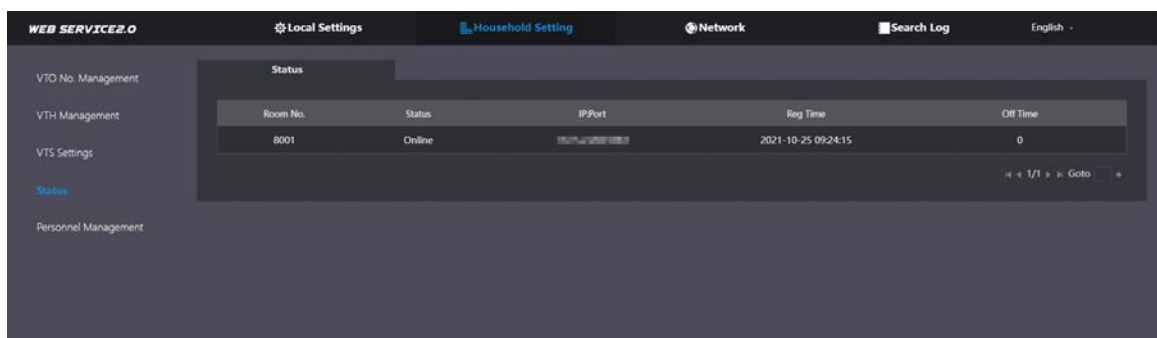 WEB SERVICE2.0 Local Settings Household Setting Network Search Log English
VTO No. Management
VTH Management
VTS Settings
Status
Personnel Management
Status
Room No. Status IP:Port Reg Time Off Time
8001 Online 2021-10-25 09:24:15 0
1/1 Goto